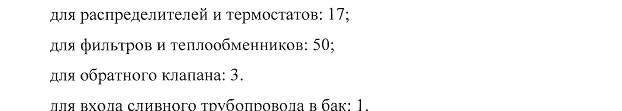 для распределителей и термостатов: 17;
для фильтров и теплообменников: 50;
для обратного клапана: 3.
для входа сливного трубопровода в бак: 1.